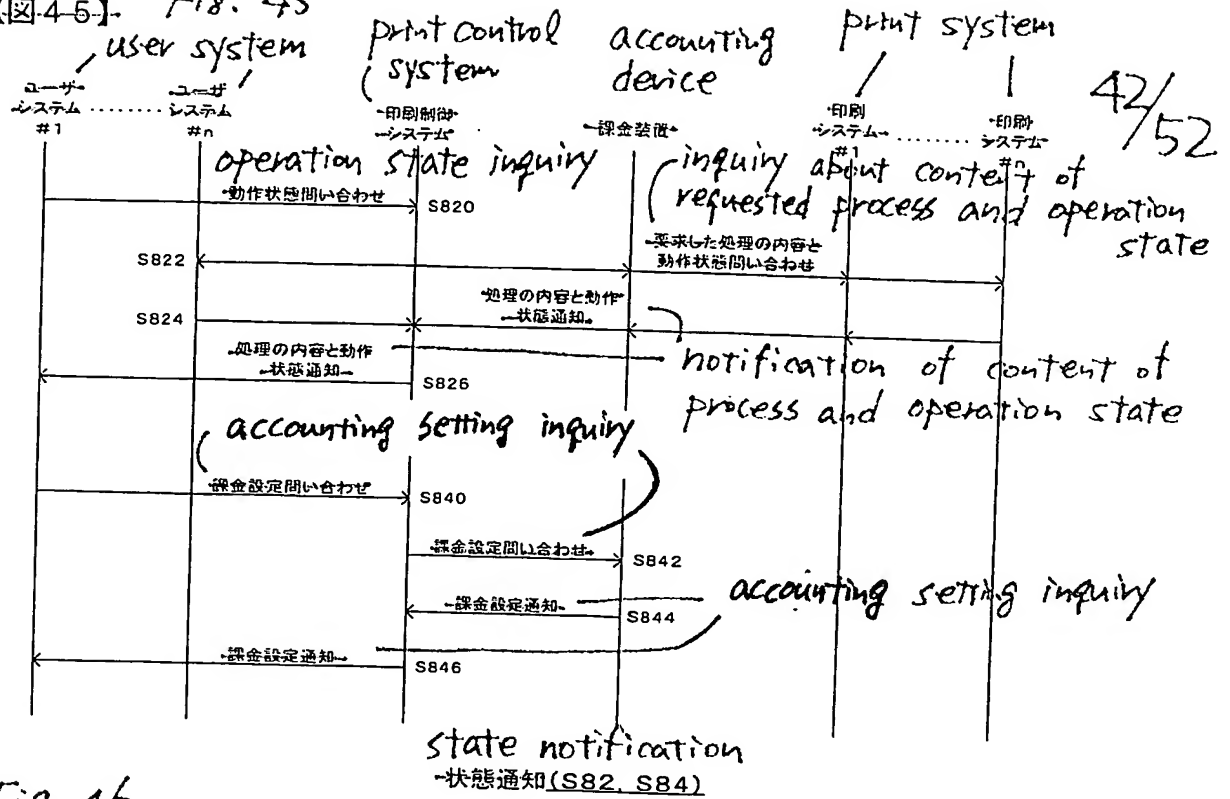 【図4-5】 Fig. 45
user system
print control system
accounting device
print system
42/52
ユーザ システム #1
ユーザ システム #n
印刷制御 システム
課金装置
印刷 システム #1
印刷 システム #n
operation state inquiry
動作状態問い合わせ
S820
inquiry about content of
requested process and operation
state
要求した処理の内容と
動作状態問い合わせ
S822
処理の内容と動作
状態通知
S824
処理の内容と動作
状態通知
S826
notification of content of
process and operation state
accounting setting inquiry
課金設定問い合わせ
S840
課金設定問い合わせ
S842
課金設定通知
S844
accounting setting inquiry
課金設定通知
S846
state notification
状態通知(S82, S84)
Fig. 46